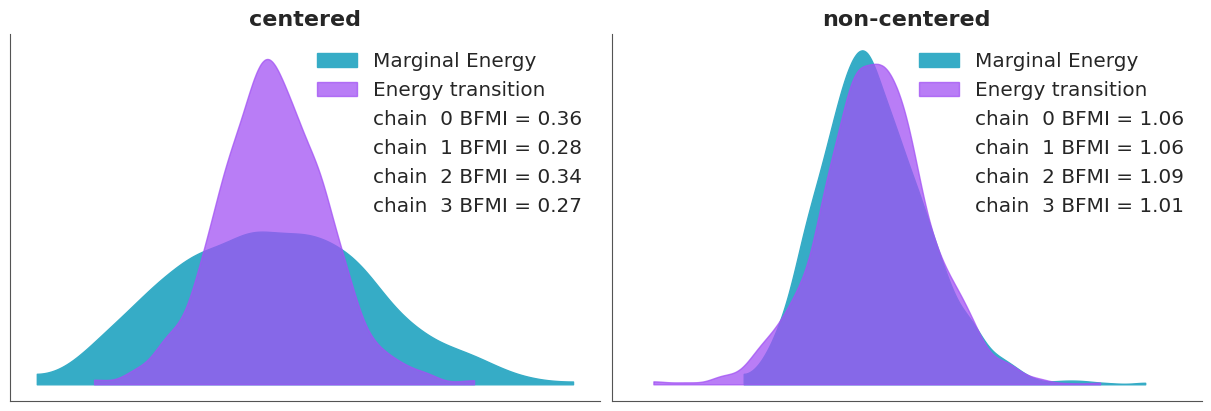 centered
Marginal Energy
Energy transition
chain  0 BFMI = 0.36
chain  1 BFMI = 0.28
chain  2 BFMI = 0.34
chain  3 BFMI = 0.27
non-centered
Marginal Energy
Energy transition
chain  0 BFMI = 1.06
chain  1 BFMI = 1.06
chain  2 BFMI = 1.09
chain  3 BFMI = 1.01